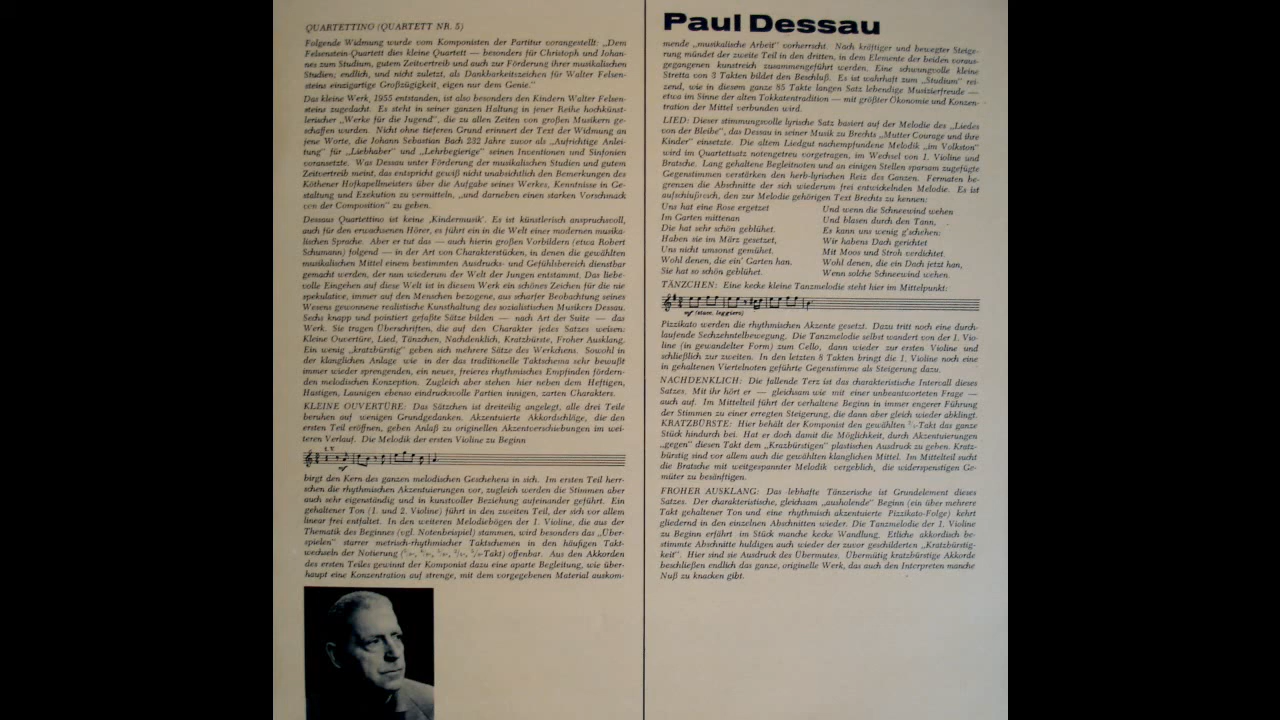 QUARTETTINO (QUARTETT NR. 5)
Folgende Widmung wurde vom Komponisten der Partitur vorangestellt: „Dem
Felsenstein-Quartett dies kleine Quartett — besonders für Christoph und Johan-
nes zum Studium, gutem Zeitvertreib und auch zur Förderung ihrer musikalischen
Studien; endlich, und nicht zuletzt, als Dankbarkeitszeichen für Walter Felsen-
steins einzigartige Großzügigkeit, eigen nur dem Genie.“
Das kleine Werk, 1955 entstanden, ist also besonders den Kindern Walter Felsen-
steins zugedacht. Es steht in seiner ganzen Haltung in jener Reihe hochkünst-
lerischer „Werke für die Jugend“, die zu allen Zeiten von großen Musikern ge-
schaffen wurden. Nicht ohne tieferen Grund erinnert der Text der Widmung an
jene Worte, die Johann Sebastian Bach 232 Jahre zuvor als „Aufrichtige Anlei-
tung“ für „Liebhaber“ und „Lehrbegierige“ seinen Inventionen und Sinfonien
voransetzte. Was Dessau unter Förderung der musikalischen Studien und gutem
Zeitvertreib meint, das entspricht gewiß nicht unabsichtlich den Bemerkungen des
Köthener Hofkapellmeisters über die Aufgabe seines Werkes, Kenntnisse in Ge-
staltung und Exekution zu vermitteln, „und darneben einen starken Vorschmack
von der Composition“ zu geben.
Dessaus Quartettino ist keine ‚Kindermusik‘. Es ist künstlerisch anspruchsvoll,
auch für den erwachsenen Hörer, es führt ein in die Welt einer modernen musika-
lischen Sprache. Aber er tut das — auch hierin großen Vorbildern (etwa Robert
Schumann) folgend — in der Art von Charakterstücken, in denen die gewählten
musikalischen Mittel einem bestimmten Ausdrucks- und Gefühlsbereich dienstbar
gemacht werden, der nun wiederum der Welt der Jungen entstammt. Das liebe-
volle Eingehen auf diese Welt ist in diesem Werk ein schönes Zeichen für die nie
spekulative, immer auf den Menschen bezogene, aus scharfer Beobachtung seines
Wesens gewonnene realistische Kunsthaltung des sozialistischen Musikers Dessau.
Sechs knapp und pointiert gefaßte Sätze bilden — nach Art der Suite — das
Werk. Sie tragen Überschriften, die auf den Charakter jedes Satzes weisen:
Kleine Ouvertüre, Lied, Tänzchen, Nachdenklich, Kratzbürste, Froher Ausklang.
Ein wenig „kratzbürstig“ geben sich mehrere Sätze des Werkchens. Sowohl in
der klanglichen Anlage wie in der das traditionelle Taktschema sehr bewußt
immer wieder sprengenden, ein neues, freieres rhythmisches Empfinden fördern-
den melodischen Konzeption. Zugleich aber stehen hier neben dem Heftigen,
Hastigen, Launigen ebenso eindrucksvolle Partien innigen, zarten Charakters.
KLEINE OUVERTÜRE: Das Sätzchen ist dreiteilig angelegt, alle drei Teile
beruhen auf wenigen Grundgedanken. Akzentuierte Akkordschläge, die den
ersten Teil eröffnen, geben Anlaß zu originellen Akzentverschiebungen im wei-
teren Verlauf. Die Melodik der ersten Violine zu Beginn
mf
birgt den Kern des ganzen melodischen Geschehens in sich. Im ersten Teil herr-
schen die rhythmischen Akzentuierungen vor, zugleich werden die Stimmen aber
auch sehr eigenständig und in kunstvoller Beziehung aufeinander geführt. Ein
gehaltener Ton (1. und 2. Violine) führt in den zweiten Teil, der sich vor allem
linear frei entfaltet. In den weiteren Melodiebögen der 1. Violine, die aus der
Thematik des Beginnes (vgl. Notenbeispiel) stammen, wird besonders das „Über-
spielen“ starrer metrisch-rhythmischer Taktschemen in den häufigen Takt-
wechseln der Notierung Takt) offenbar. Aus den Akkorden
des ersten Teiles gewinnt der Komponist dazu eine aparte Begleitung, wie über-
haupt eine Konzentration auf strenge, mit dem vorgegebenen Material auskom-
Paul Dessau
mende „musikalische Arbeit“ vorherrscht. Nach kräftiger und bewegter Steige-
rung mündet der zweite Teil in den dritten, in dem Elemente der beiden voraus-
gegangenen kunstreich zusammengeführt werden. Eine schwungvolle kleine
Stretta von 3 Takten bildet den Beschluß. Es ist wahrhaft zum „Studium“ rei-
zend, wie in diesem ganze 85 Takte langen Satz lebendige Musizierfreude —
etwa im Sinne der alten Tokkatentradition — mit größter Ökonomie und Konzen-
tration der Mittel verbunden wird.
LIED: Dieser stimmungsvolle lyrische Satz basiert auf der Melodie des „Liedes
von der Bleibe“, das Dessau in seiner Musik zu Brechts „Mutter Courage und ihre
Kinder“ einsetzte. Die altem Liedgut nachempfundene Melodik „im Volkston“
wird im Quartettsatz notengetreu vorgetragen, im Wechsel von 1. Violine und
Bratsche. Lang gehaltene Begleitnoten und an einigen Stellen sparsam zugefügte
Gegenstimmen verstärken den herb-lyrischen Reiz des Ganzen. Fermaten be-
grenzen die Abschnitte der sich wiederum frei entwickelnden Melodie. Es ist
aufschlußreich, den zur Melodie gehörigen Text Brechts zu kennen:
Uns hat eine Rose ergetzet
Im Garten mittenan
Die hat sehr schön geblühet.
Haben sie im März gesetzet,
Uns nicht umsonst gemühet.
Wohl denen, die ein' Garten han.
Sie hat so schön geblühet.
Und wenn die Schneewind wehen
Und blasen durch den Tann,
Es kann uns wenig g'schehen:
Wir habens Dach gerichtet
Mit Moos und Stroh verdichtet.
Wohl denen, die ein Dach jetzt han,
Wenn solche Schneewind wehen.
TÄNZCHEN: Eine kecke kleine Tanzmelodie steht hier im Mittelpunkt:
mf (stacc. leggiero)
Pizzikato werden die rhythmischen Akzente gesetzt. Dazu tritt noch eine durch-
laufende Sechzehntelbewegung. Die Tanzmelodie selbst wandert von der 1. Vio-
line (in gewandelter Form) zum Cello, dann wieder zur ersten Violine und
schließlich zur zweiten. In den letzten 8 Takten bringt die 1. Violine noch eine
in gehaltenen Viertelnoten geführte Gegenstimme als Steigerung dazu.
NACHDENKLICH: Die fallende Terz ist das charakteristische Intervall dieses
Satzes. Mit ihr hört er — gleichsam wie mit einer unbeantworteten Frage —
auch auf. Im Mittelteil führt der verhaltene Beginn in immer engerer Führung
der Stimmen zu einer erregten Steigerung, die dann aber gleich wieder abklingt.
KRATZBÜRSTE: Hier behält der Komponist den gewählten Takt das ganze
Stück hindurch bei. Hat er doch damit die Möglichkeit, durch Akzentuierungen
„gegen“ diesen Takt dem „Krazbürstigen“ plastischen Ausdruck zu geben. Kratz-
bürstig sind vor allem auch die gewählten klanglichen Mittel. Im Mittelteil sucht
die Bratsche mit weitgespannter Melodik vergeblich, die widerspenstigen Ge-
müter zu besänftigen.
FROHER AUSKLANG: Das lebhafte Tänzerische ist Grundelement dieses
Satzes. Der charakteristische, gleichsam „ausholende“ Beginn (ein über mehrere
Takt gehaltener Ton und eine rhythmisch akzentuierte Pizzikato-Folge) kehrt
gliedernd in den einzelnen Abschnitten wieder. Die Tanzmelodie der 1. Violine
zu Beginn erfährt im Stück manche kecke Wandlung. Etliche akkordisch be-
stimmte Abschnitte huldigen auch wieder der zuvor geschilderten „Kratzbürstig-
keit“. Hier sind sie Ausdruck des Übermutes. Übermütig kratzbürstige Akkorde
beschließen endlich das ganze, originelle Werk, das auch den Interpreten manche
Nuß zu knacken gibt.